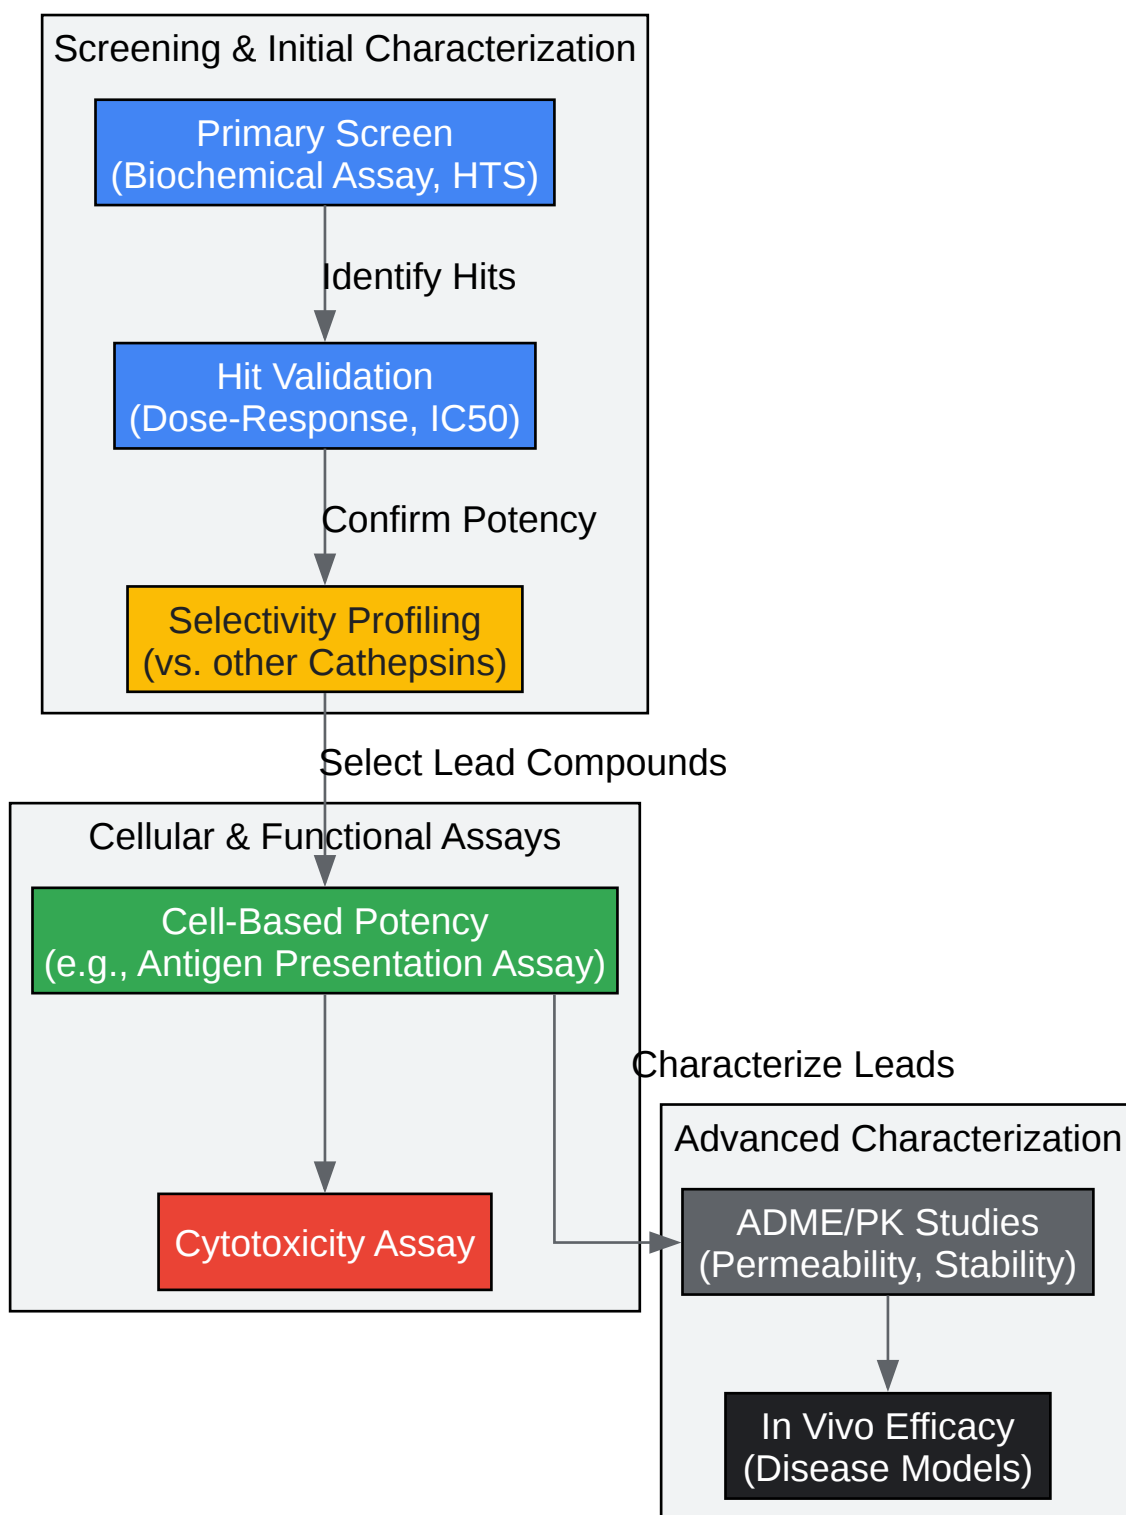 Screening & Initial Characterization
Primary Screen
(Biochemical Assay, HTS)
Identify Hits
Hit Validation
(Dose-Response, IC50)
Confirm Potency
Selectivity Profiling
(vs. other Cathepsins)
Select Lead Compounds
Cellular & Functional Assays
Cell-Based Potency
(e.g., Antigen Presentation Assay)
Characterize Leads
Cytotoxicity Assay
Advanced Characterization
ADME/PK Studies
(Permeability, Stability)
In Vivo Efficacy
(Disease Models)